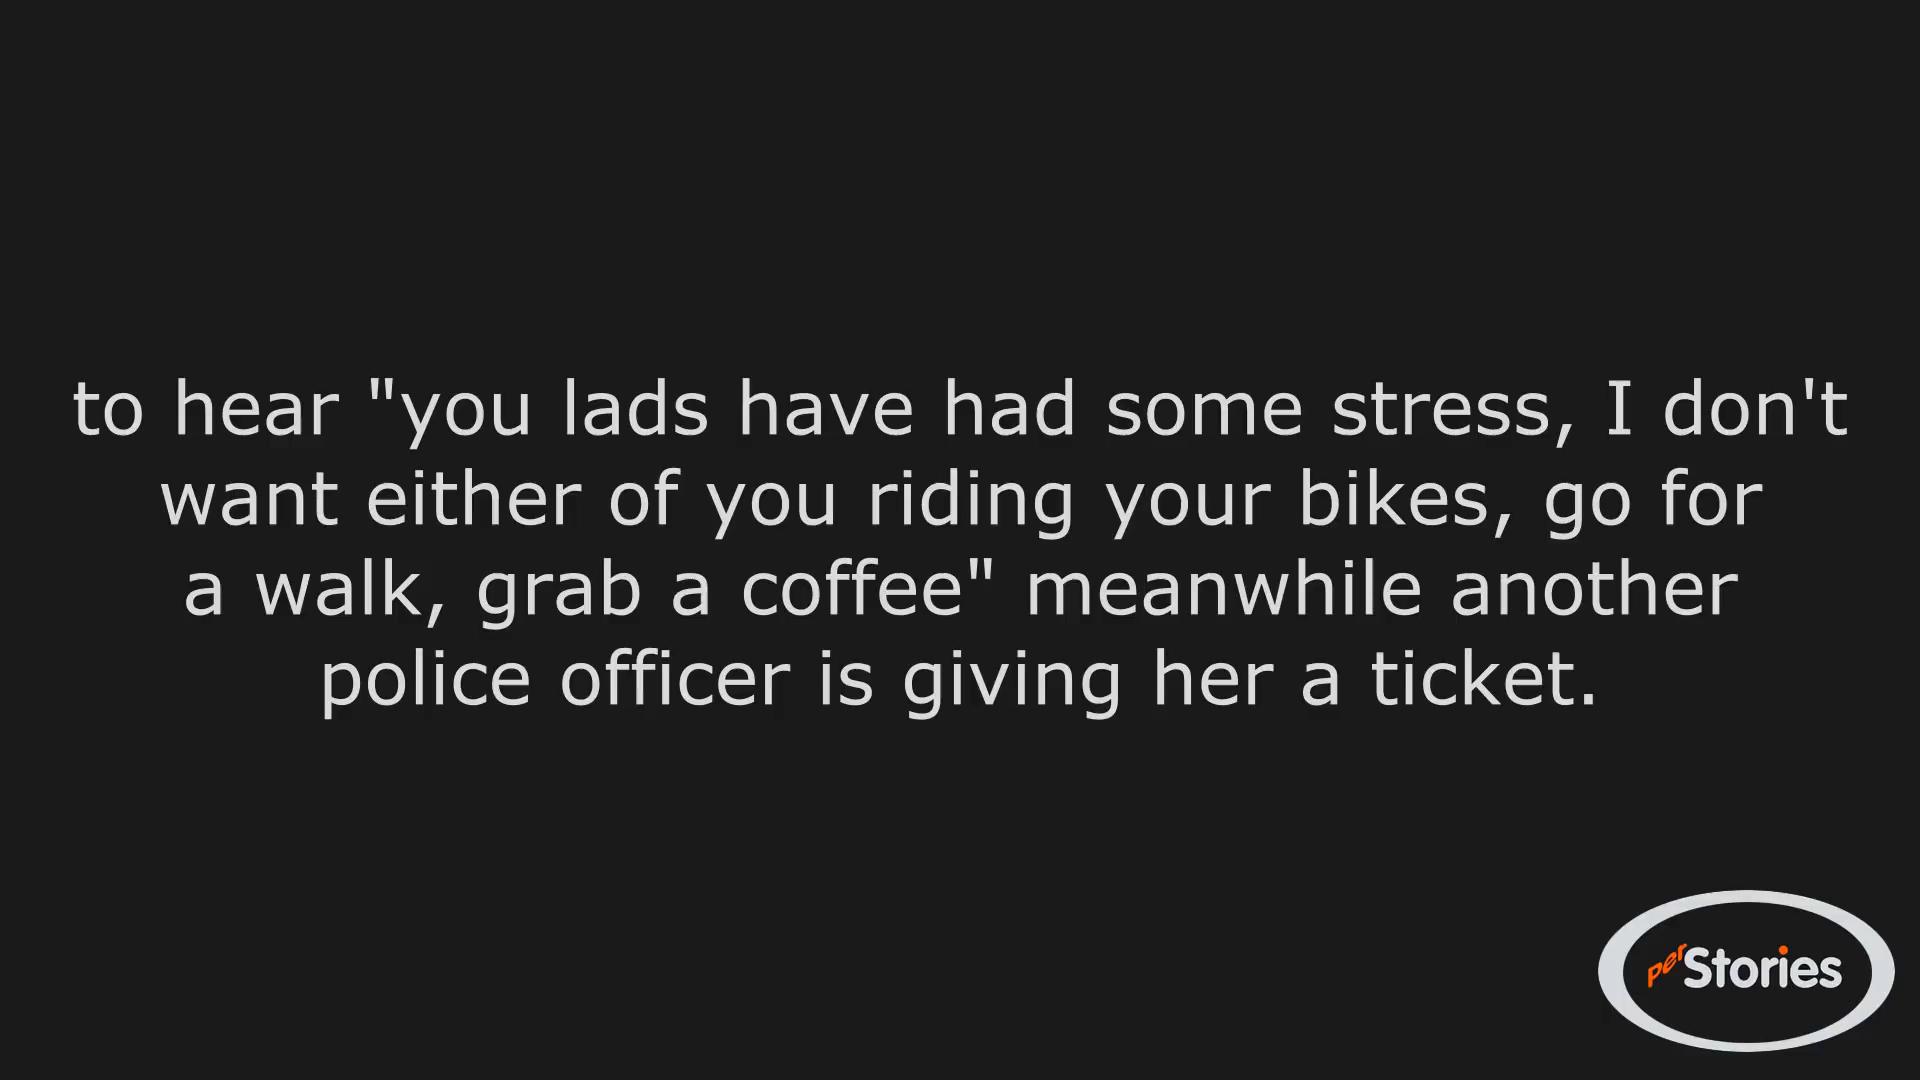 to hear "you lads have had some stress, I don't
want either of you riding your bikes, go for
a walk, grab a coffee" meanwhile another
police officer is giving her a ticket.
perStories